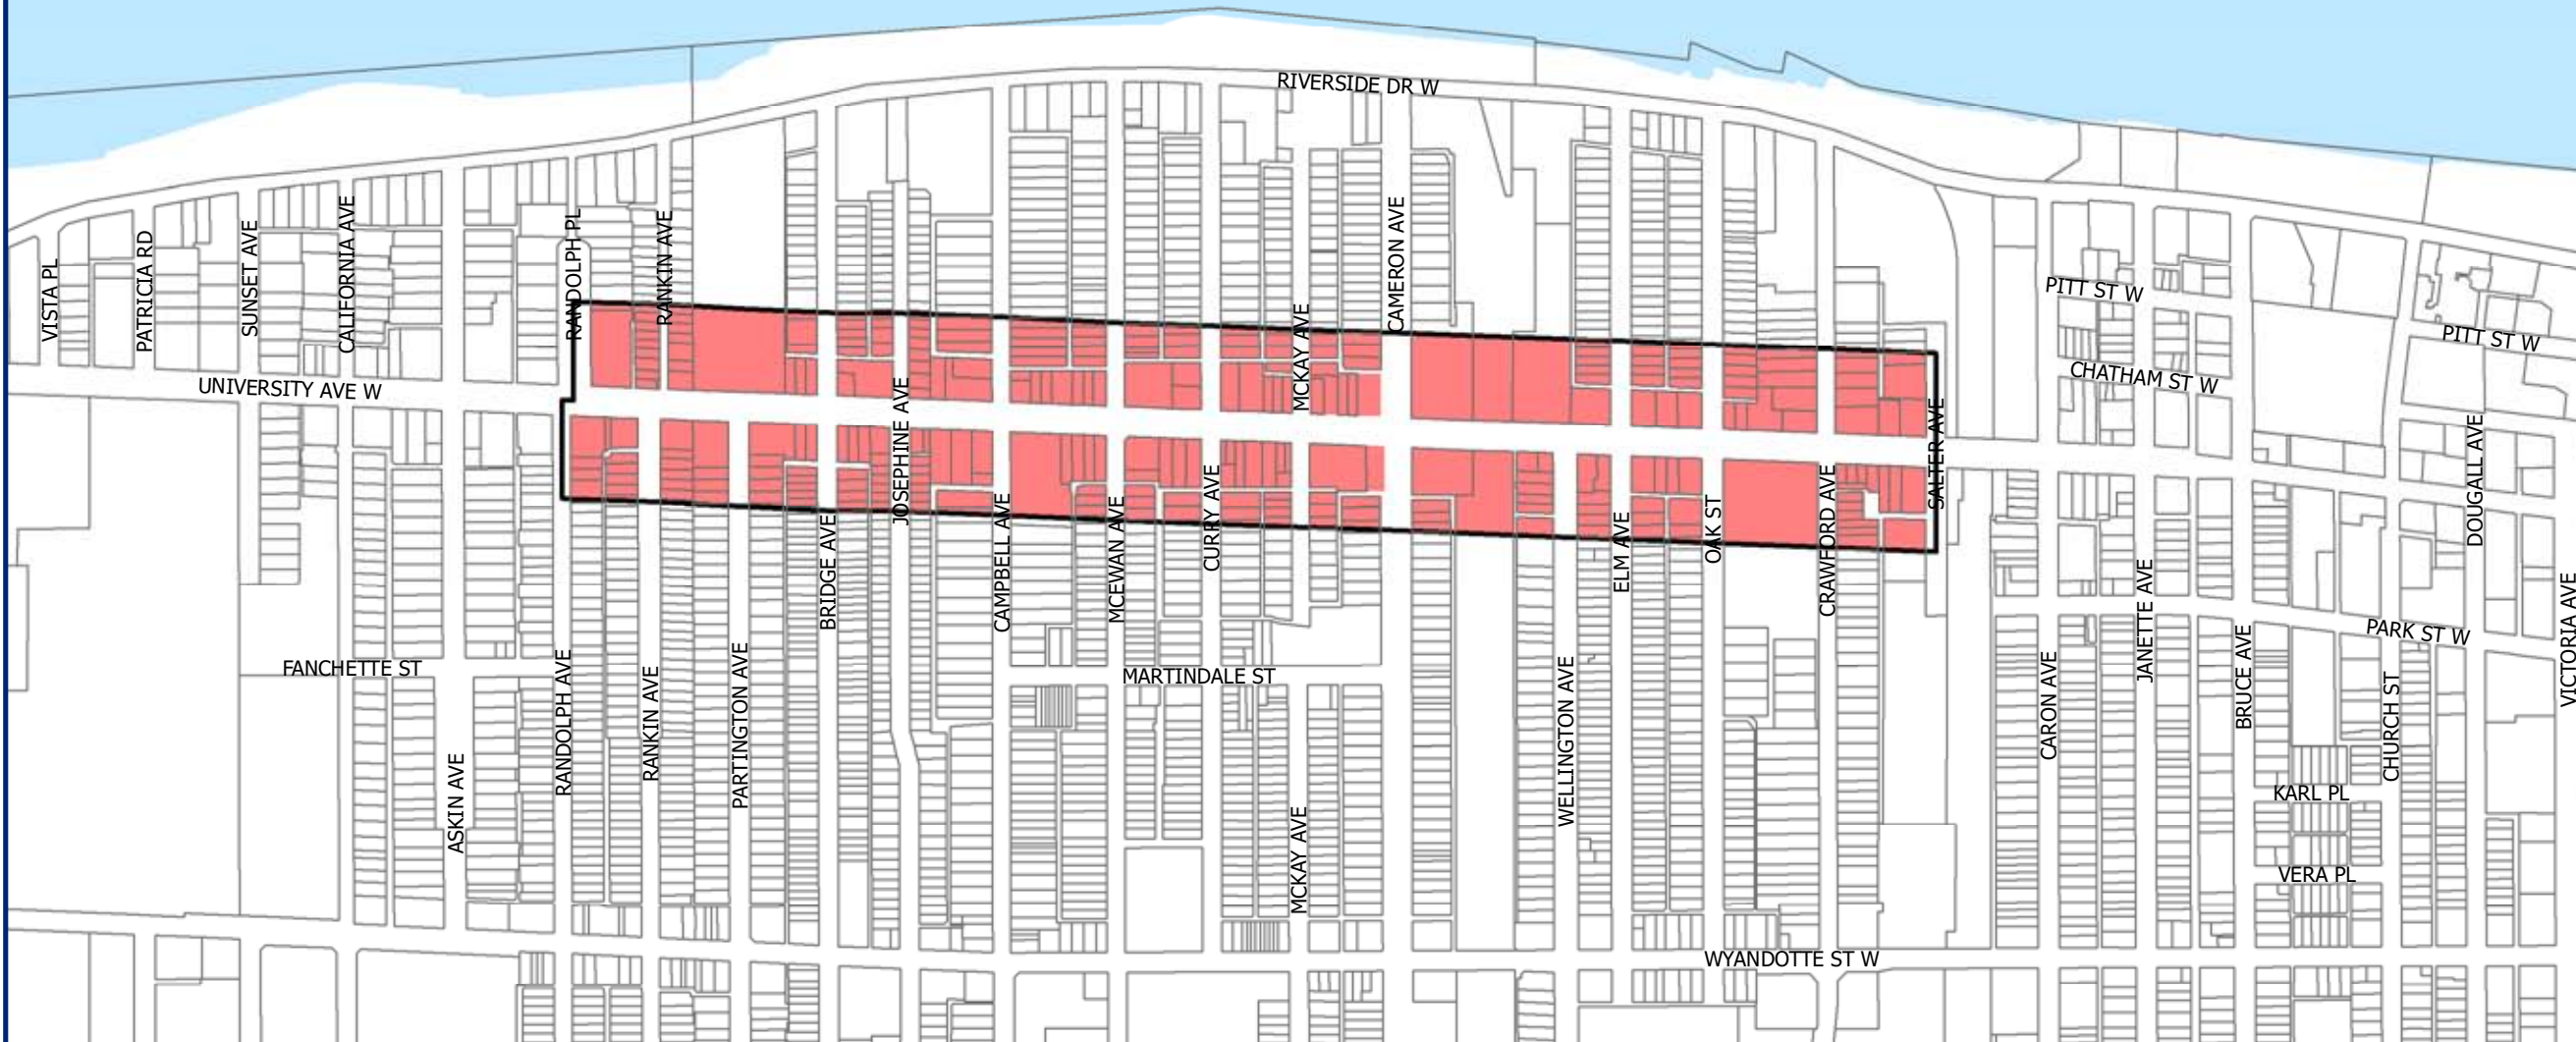 RIVERSIDE DR W
VISTA PL
PATRICIA RD
SUNSET AVE
CALIFORNIA AVE
RANDOLPH PL
RANKIN AVE
MCKAY AVE
CAMERON AVE
PITT ST W
PITT ST W
CHATHAM ST W
UNIVERSITY AVE W
JOSEPHINE AVE
SALTER AVE
DOUGALL AVE
BRIDGE AVE
CAMPBELL AVE
MCEWAN AVE
CURRY AVE
ELM AVE
OAK ST
CRAWFORD AVE
JANETTE AVE
VICTORIA AVE
PARK ST W
FANCHETTE ST
MARTINDALE ST
RANDOLPH AVE
RANKIN AVE
PARTINGTON AVE
WELLINGTON AVE
CARON AVE
BRUCE AVE
CHURCH ST
ASKIN AVE
MCKAY AVE
KARL PL
VERA PL
WYANDOTTE ST W